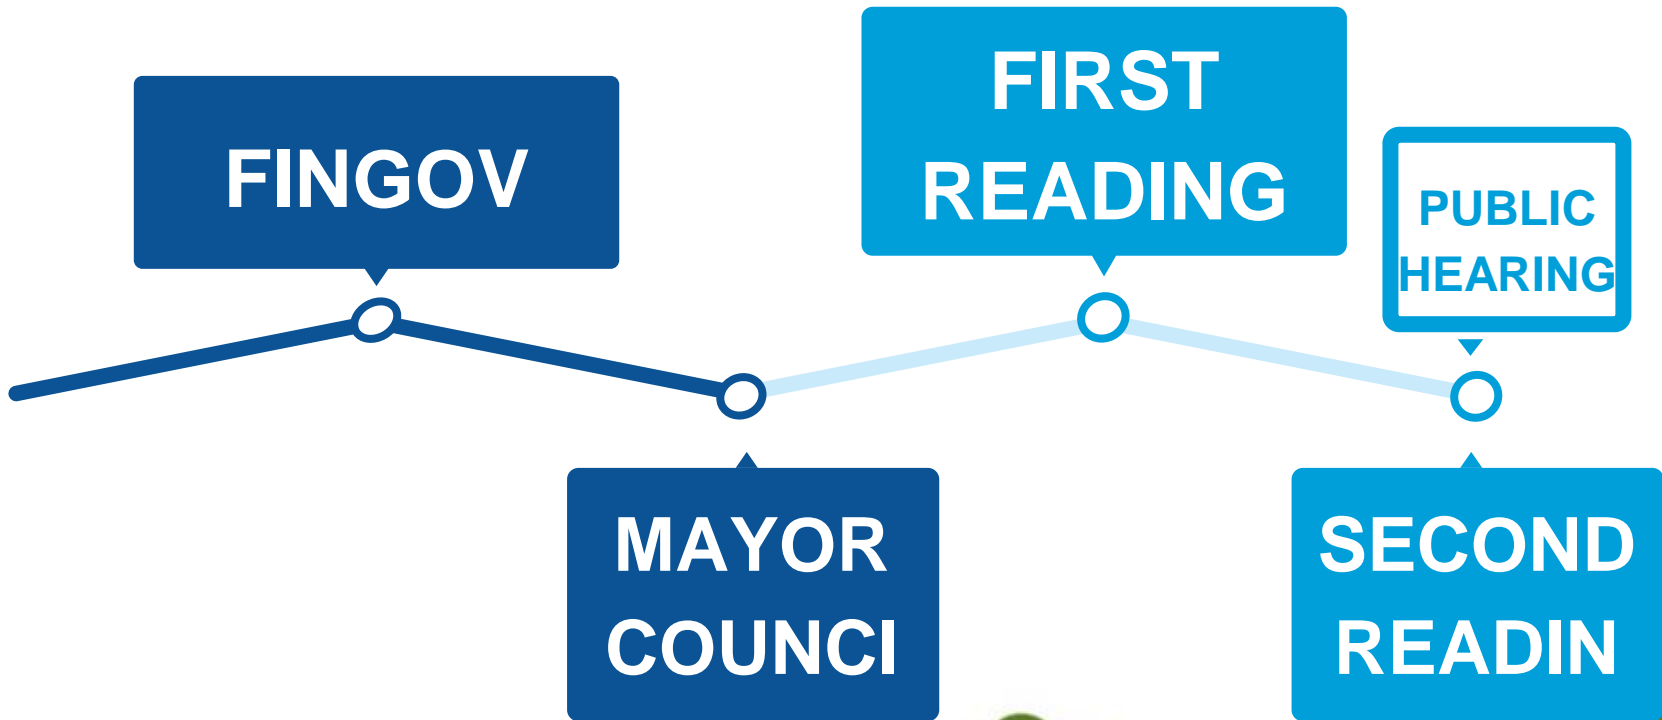 FINGOV
MAYOR
COUNCI
FIRST
READING
PUBLIC
HEARING
SECOND
READIN